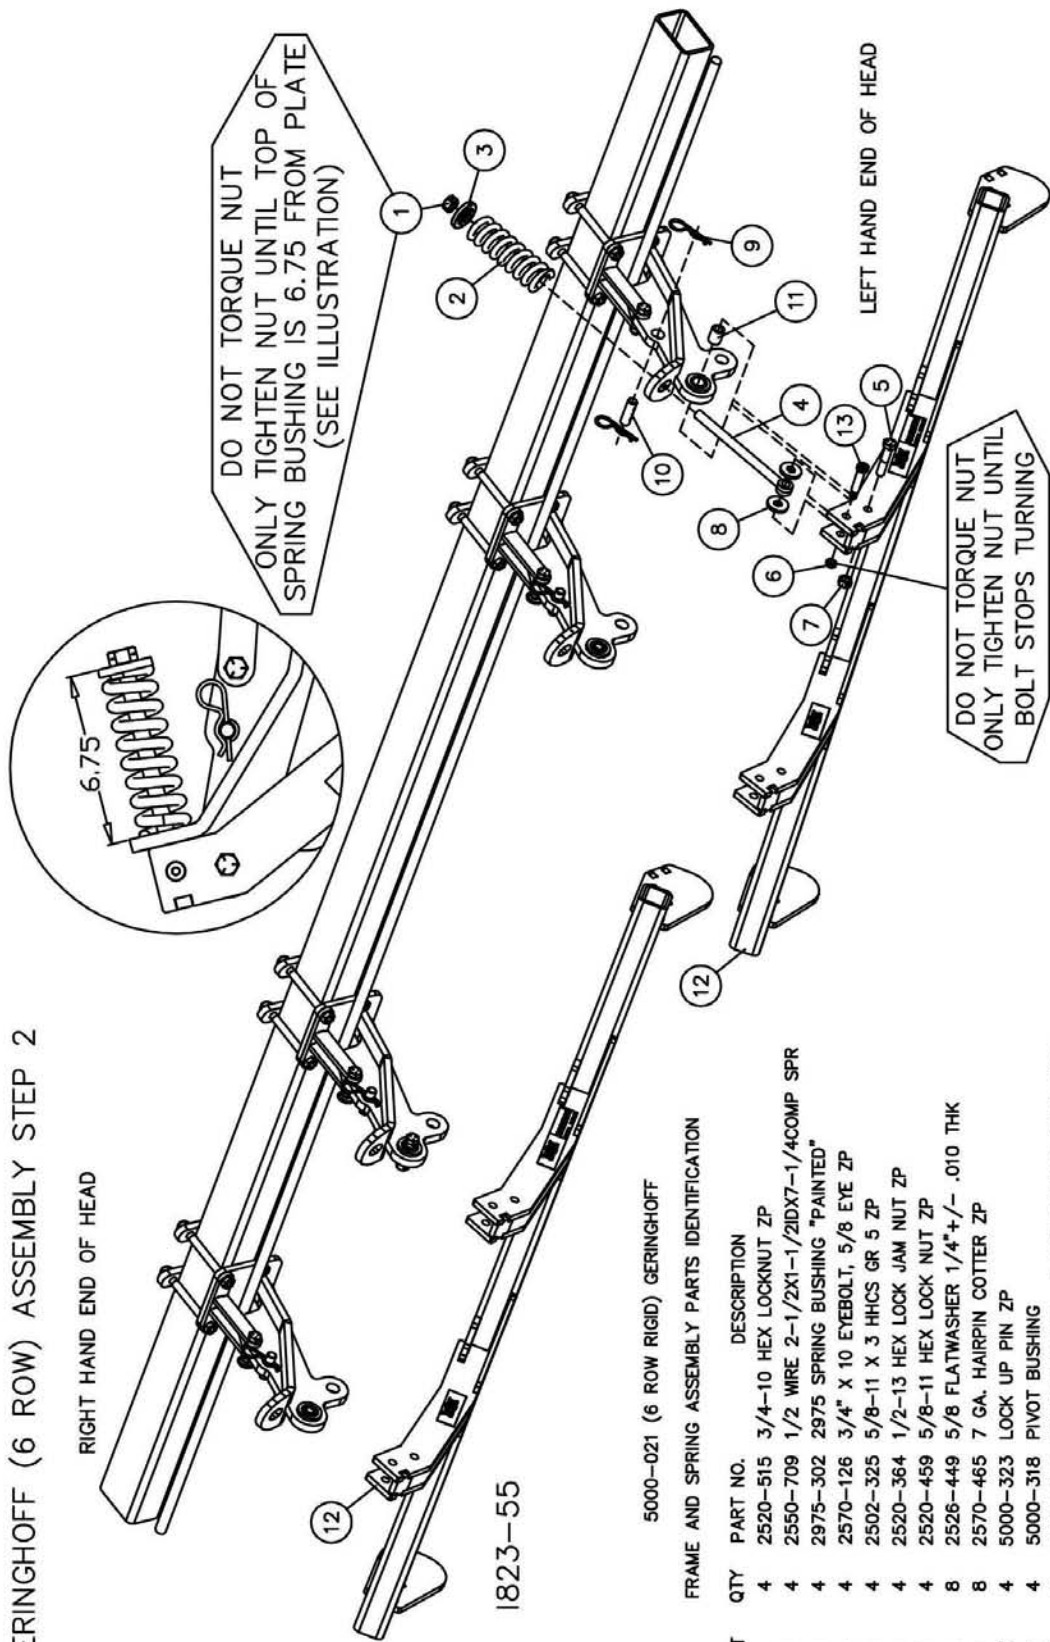 ERINGHOFF (6 ROW) ASSEMBLY STEP 2
RIGHT HAND END OF HEAD
6.75
DO NOT TORQUE NUT
ONLY TIGHTEN NUT UNTIL TOP OF
SPRING BUSHING IS 6.75 FROM PLATE
(SEE ILLUSTRATION)
1
3
2
9
11
10
4
8
13
5
6
7
LEFT HAND END OF HEAD
DO NOT TORQUE NUT
ONLY TIGHTEN NUT UNTIL
BOLT STOPS TURNING
12
12
1823-55
5000-021 (6 ROW RIGID) GERINGHOFF
FRAME AND SPRING ASSEMBLY PARTS IDENTIFICATION
T QTY PART NO. DESCRIPTION
4 2520-515 3/4-10 HEX LOCKNUT ZP
4 2550-709 1/2 WIRE 2-1/2X1-1/2IDX7-1/4COMP SPR
4 2975-302 2975 SPRING BUSHING "PAINTED"
4 2570-126 3/4" X 10 EYEBOLT, 5/8 EYE ZP
4 2502-325 5/8-11 X 3 HHCS GR 5 ZP
4 2520-364 1/2-13 HEX LOCK JAM NUT ZP
4 2520-459 5/8-11 HEX LOCK NUT ZP
8 2526-449 5/8 FLATWASHER 1/4"+/- .010 THK
8 2570-465 7 GA. HAIRPIN COTTER ZP
4 5000-323 LOCK UP PIN ZP
4 5000-318 PIVOT BUSHING